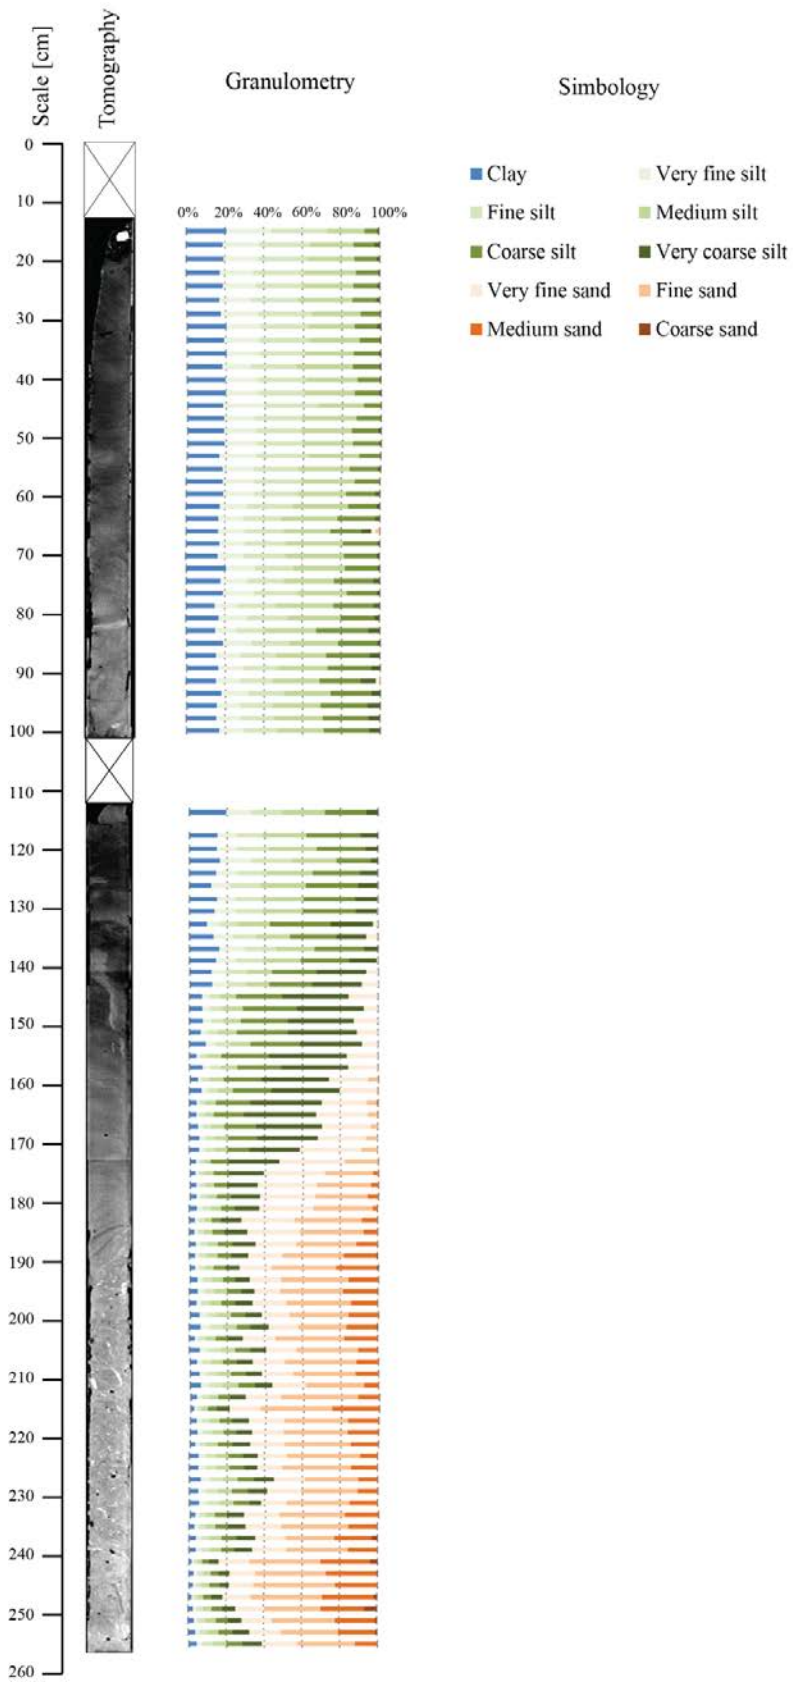 Scale [cm]
Tomography
Granulometry
Simbology
Clay
Very fine silt
Fine silt
Medium silt
Coarse silt
Very coarse silt
Very fine sand
Fine sand
Medium sand
Coarse sand
0% 20% 40% 60% 80% 100%
0
10
20
30
40
50
60
70
80
90
100
110
120
130
140
150
160
170
180
190
200
210
220
230
240
250
260